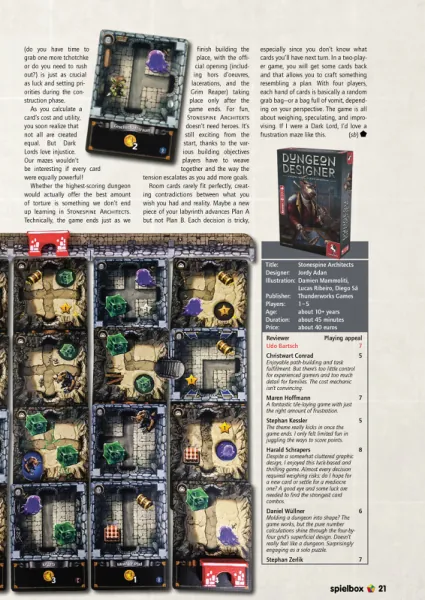 (do you have time to
grab one more tchotchke
or do you need to rush
out?) is just as crucial
as luck and setting pri-
orities during the con-
struction phase.
As you calculate a
card's cost and utility,
you soon realize that
not all are created
equal. But Dark
Lords love injustice.
Our mazes wouldn't
be interesting if every card
were equally powerful!
Whether the highest-scoring dungeon
would actually offer the best amount
of torture is something we don't end
up learning in STONESPINE ARCHITECTS.
Technically, the game ends just as we
2
finish building the
place, with the offi-
cial opening (includ-
ing hors d'oeuvres,
lacerations, and the
Grim Reaper) taking
place only after the
game ends. For fun,
STONESPINE ARCHITECTS
doesn't need heroes. It's
still exciting from the
start, thanks to the var-
ious building objectives
players have to weave
together and the way the
tension escalates as you add more goals.
Room cards rarely fit perfectly, creat-
ing contradictions between what you
wish you had and reality. Maybe a new
piece of your labyrinth advances Plan A
but not Plan B. Each decision is tricky,
especially since you don't know what
cards you'll have next turn. In a two-play-
er game, you will get some cards back
and that allows you to craft something
resembling a plan. With four players,
each hand of cards is basically a random
grab bag—or a bag full of vomit, depend-
ing on your perspective. The game is all
about weighing, speculating, and impro-
vising. If I were a Dark Lord, I'd love a
frustration maze like this. (sb)
DUNGEON
DESIGNER
Title: Stonespine Architects
Designer: Jordy Adan
Illustration: Damien Mammoliti,
Lucas Ribeiro, Diego Sá
Publisher: Thunderworks Games
Players: 1–5
Age: about 10+ years
Duration: about 45 minutes
Price: about 40 euros
Reviewer Playing appeal
Udo Bartsch 7
Christwart Conrad 5
Enjoyable path-building and task
fulfillment. But there's too little control
for experienced gamers and too much
detail for families. The cost mechanic
isn't convincing.
Maren Hoffmann 7
A fantastic tile-laying game with just
the right amount of frustration.
Stephan Kessler 5
The theme really kicks in once the
game ends. I only felt limited fun in
juggling the ways to score points.
Harald Schrapers 8
Despite a somewhat cluttered graphic
design, I enjoyed this luck-based and
thrilling game. Almost every decision
required weighing risks: do I hope for
a new card or settle for a mediocre
one? A good eye and some luck are
needed to find the strongest card
combos.
Daniel Wüllner 6
Molding a dungeon into shape? The
game works, but the pure number
calculations shine through the four-by-
four grid's superficial design. Doesn't
really feel like a dungeon. Surprisingly
engaging as a solo puzzle.
Stephan Zerlik 7
spielbox 21